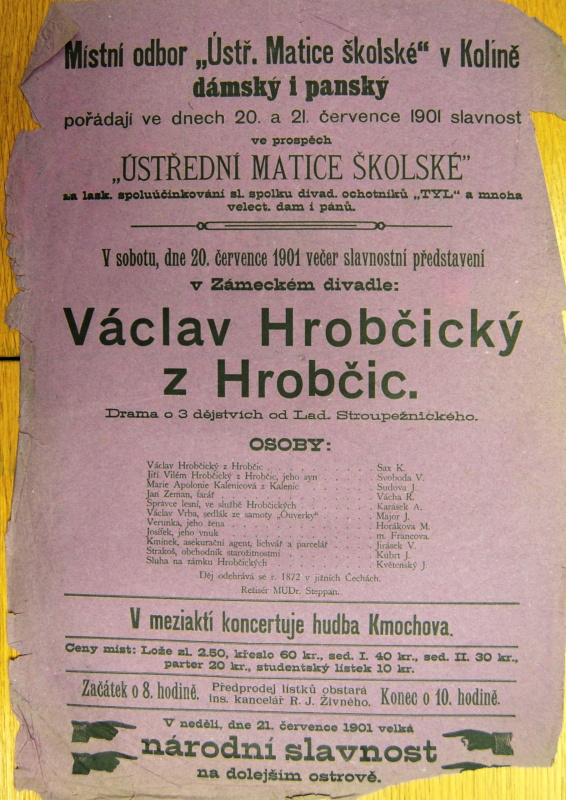 Místní odbor „Ústř. Matice školské“ v Kolíně
dámský i panský
pořádají ve dnech 20. a 21. července 1901 slavnost
ve prospěch
„ÚSTŘEDNÍ MATICE ŠKOLSKÉ”
za lask. spoluúčinkování sl. spolku divad. ochotníků „TYL“ a mnoha
velect. dam i pánů.
V sobotu, dne 20. července 1901 večer slavnostní představení
v Zámeckém divadle:
Václav Hrobčický
z Hrobčic.
Drama o 3 dějstvích od Lad. Stroupežnického.
OSOBY:
Václav Hrobčický z Hrobčic . . . . . . Sax K.
Jiří Vilém Hrobčický z Hrobčic, jeho syn . . . . Svoboda V.
Marie Apolonie Kalenicová z Kalenic . . . . Sudova J.
Jan Zeman, farář . . . . . . Vácha R.
Správce lesní, ve službě Hrobčických . . . . Karásek A.
Václav Vrba, sedlák ze samoty „Ouverky“ . . . . Major J.
Verunka, jeho žena . . . . . . Horákova M.
Josífek, jeho vnuk . . . . . . m. Francova.
Kmínek, asekurační agent, lichvář a parcelář . . . . Jirásek V.
Strakoš, obchodník starožitností . . . . . Kubrt J.
Sluha na zámku Hrobčických . . . . . Květenský J
Děj odehrává se r. 1872 v jižních Čechách.
Režisér MUDr. Steppan.
V meziaktí koncertuje hudba Kmochova.
Ceny míst: Lože zl. 2.50, křeslo 60 kr., sed. I. 40 kr., sed. II. 30 kr.,
parter 20 kr., studentský lístek 10 kr.
Začátek o 8. hodině. Předprodej lístků obstará Konec o 10. hodině.
ins. kancelář R. J. Živného.
V neděli, dne 21. července 1901 velká
národní slavnost
na dolejším ostrově.